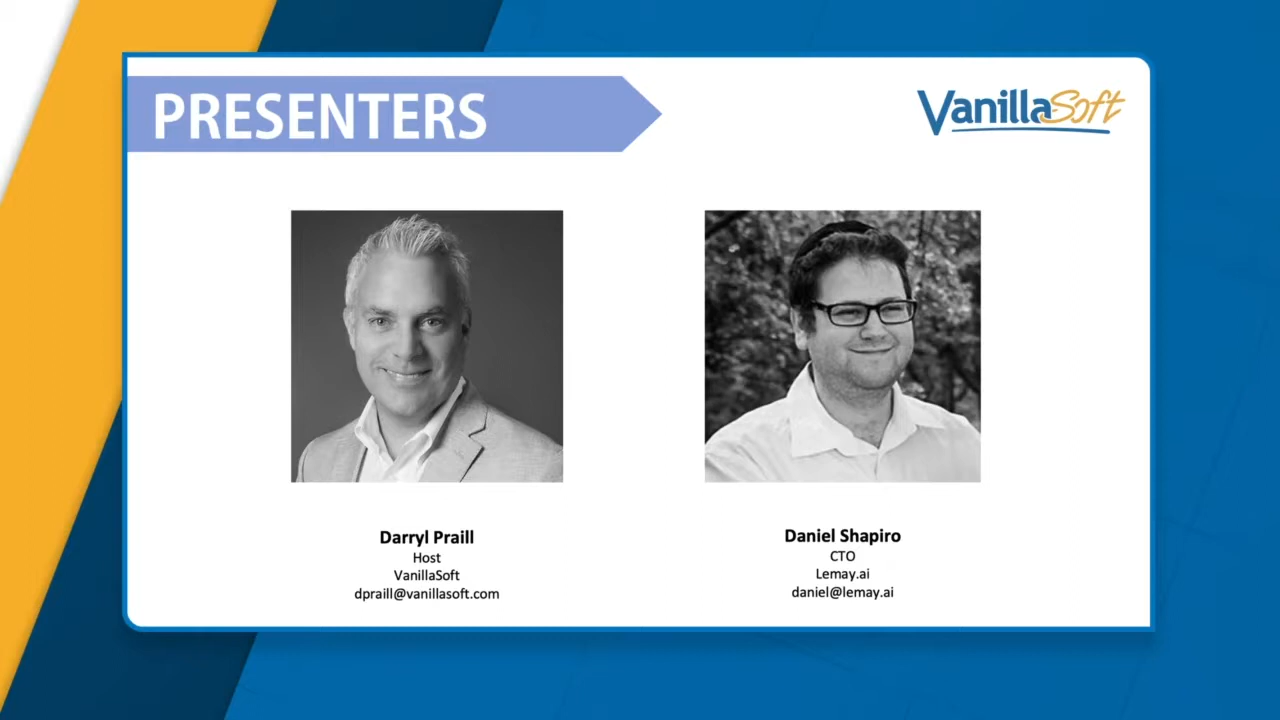 PRESENTERS
VanillaSoft
Darryl Praill
Host
VanillaSoft
dpraill@vanillasoft.com
Daniel Shapiro
CTO
Lemay.ai
daniel@lemay.ai